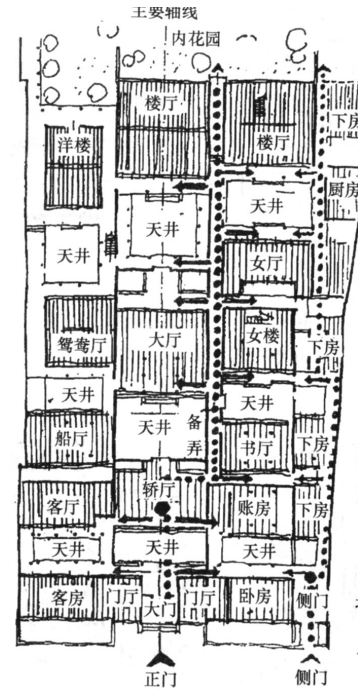 主要轴线
内花园
楼厅
楼厅
下房
洋楼
厨房
天井
天井
天井
女厅
鸳鸯厅
大厅
女楼
下房
天井
天井
备弄
天井
船厅
书厅
下房
客厅
轿厅
账房
下房
天井
天井
天井
客房
门厅
大门
门厅
卧房
侧门
正门
侧门